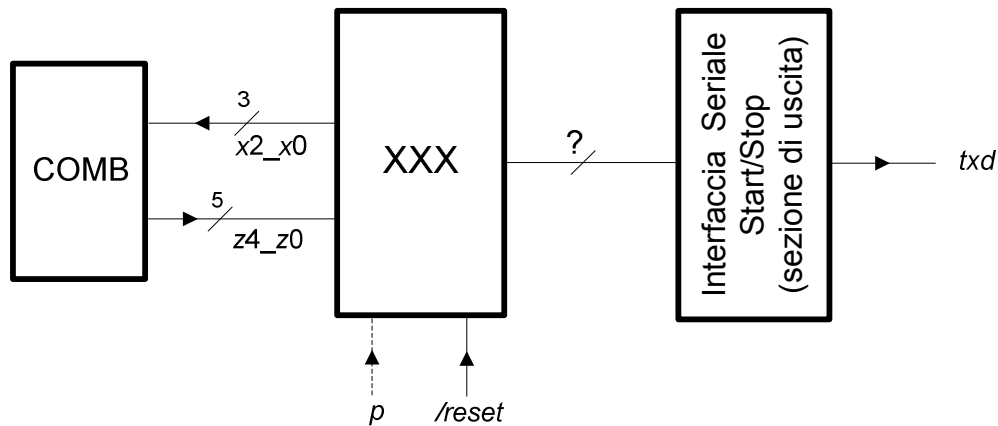 COMB
3
x2_x0
5
z4_z0
XXX
?
Interfaccia Seriale
Start/Stop
(sezione di uscita)
txd
p
/reset